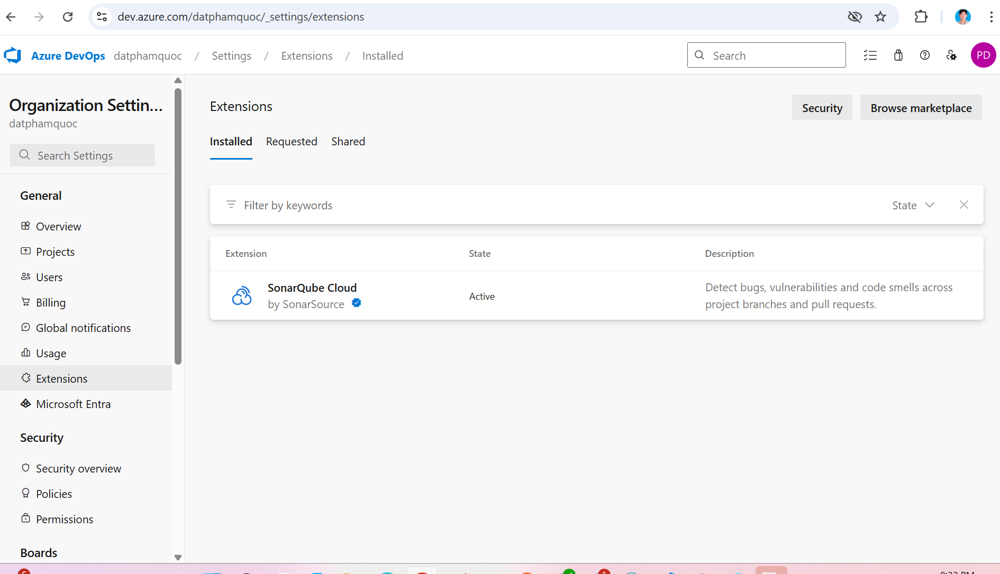 dev.azure.com/datphamquoc/_settings/extensions
Azure DevOps datphamquoc / Settings / Extensions / Installed
Search
PD
Organization Settin...
datphamquoc
Search Settings
General
Overview
Projects
Users
Billing
Global notifications
Usage
Extensions
Microsoft Entra
Security
Security overview
Policies
Permissions
Boards
Extensions
Security
Browse marketplace
Installed Requested Shared
Filter by keywords
State
Extension State Description
SonarQube Cloud
by SonarSource
Active
Detect bugs, vulnerabilities and code smells across
project branches and pull requests.